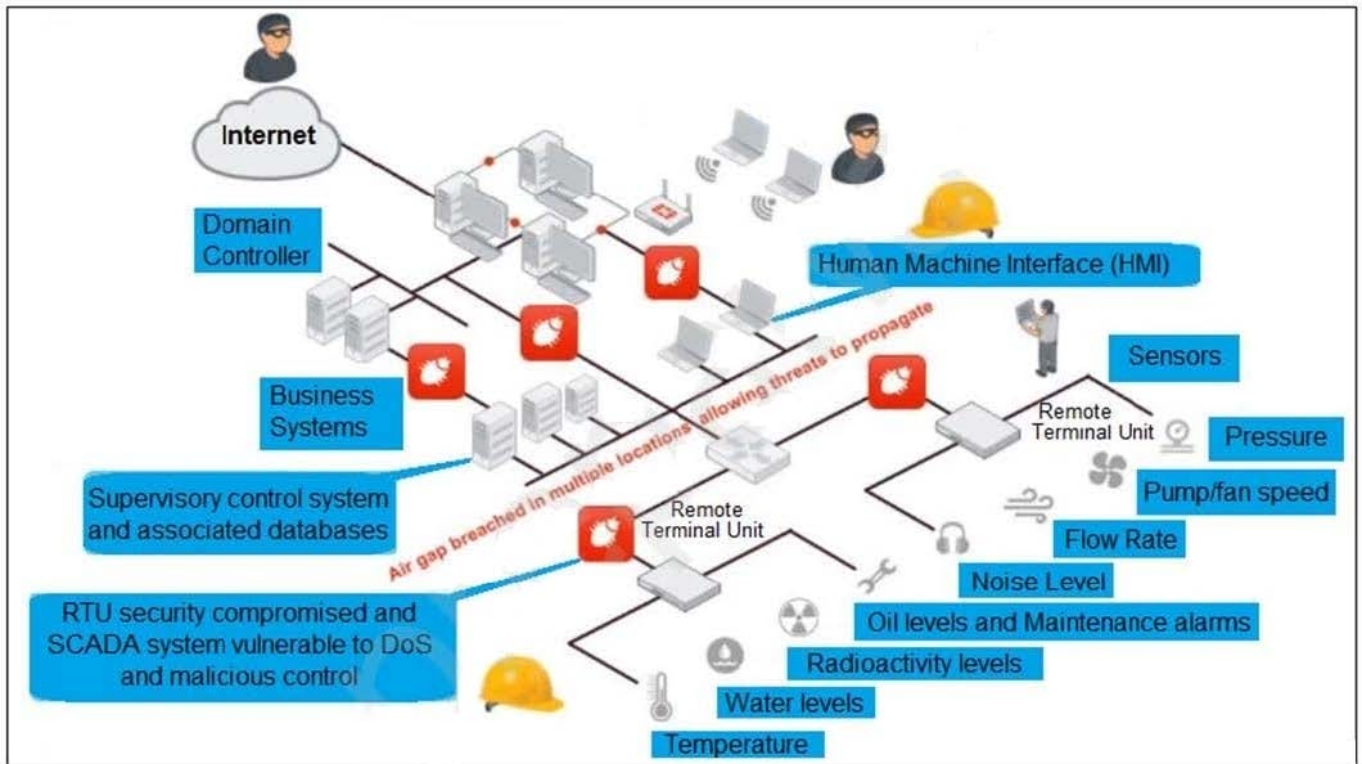 Internet
Domain
Controller
Human Machine Interface (HMI)
Business
Systems
Sensors
Remote
Terminal Unit
Pressure
Pump/fan speed
Supervisory control system
and associated databases
Air gap breached in multiple locations, allowing threats to propagate
Remote
Terminal Unit
Flow Rate
Noise Level
RTU security compromised and
SCADA system vulnerable to DoS
and malicious control
Oil levels and Maintenance alarms
Radioactivity levels
Water levels
Temperature